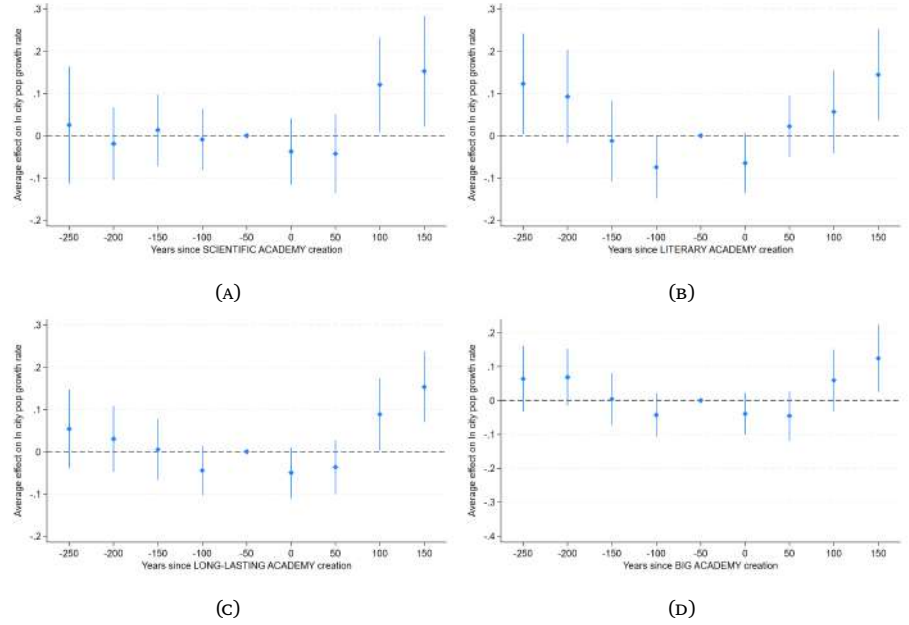 Average effect on ln city pop growth rate
.3
.2
.1
0
-.1
-.2
-250 -200 -150 -100 -50 0 50 100 150
Years since SCIENTIFIC ACADEMY creation
(A)
Average effect on ln city pop growth rate
.3
.2
.1
0
-.1
-.2
-250 -200 -150 -100 -50 0 50 100 150
Years since LITERARY ACADEMY creation
(B)
Average effect on ln city pop growth rate
.3
.2
.1
0
-.1
-.2
-250 -200 -150 -100 -50 0 50 100 150
Years since LONG-LASTING ACADEMY creation
(C)
Average effect on ln city pop growth rate
.2
.1
0
-.1
-.2
-.3
-.4
-250 -200 -150 -100 -50 0 50 100 150
Years since BIG ACADEMY creation
(D)